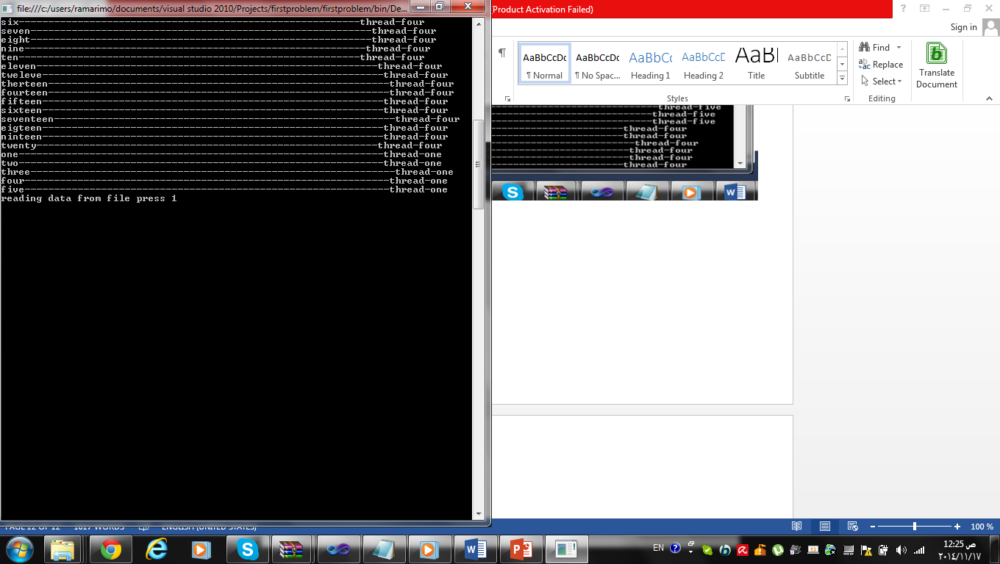 file:///c:/users/ramarimo/documents/visual studio 2010/Projects/firstproblem/firstproblem/bin/De...
six------------------------------------------------------------thread-four
seven------------------------------------------------------------thread-four
eight------------------------------------------------------------thread-four
nine------------------------------------------------------------thread-four
ten------------------------------------------------------------thread-four
eleven------------------------------------------------------------thread-four
tweleve------------------------------------------------------------thread-four
therteen------------------------------------------------------------thread-four
fourteen------------------------------------------------------------thread-four
fifteen------------------------------------------------------------thread-four
sixteen------------------------------------------------------------thread-four
seventeen------------------------------------------------------------thread-four
eigteen------------------------------------------------------------thread-four
ninteen------------------------------------------------------------thread-four
twenty------------------------------------------------------------thread-four
one------------------------------------------------------------thread-one
two------------------------------------------------------------thread-one
three------------------------------------------------------------thread-one
four------------------------------------------------------------thread-one
five------------------------------------------------------------thread-one
reading data from file press 1
(Product Activation Failed)
Sign in
AaBbCcDc
¶ Normal
AaBbCcDc
¶ No Spac...
AaBbCc
Heading 1
AaBbCcD
Heading 2
AaBl
Title
AaBbCcD
Subtitle
Styles
Find
Replace
Select
Editing
Translate
Document
thread-five
thread-five
thread-five
thread-four
thread-four
thread-four
thread-four
thread-four
thread-four
PAGE 12 OF 12
1017 WORDS
ENGLISH (UNITED STATES)
100 %
EN
12:25 ص
٢٠١٤/١١/١٧